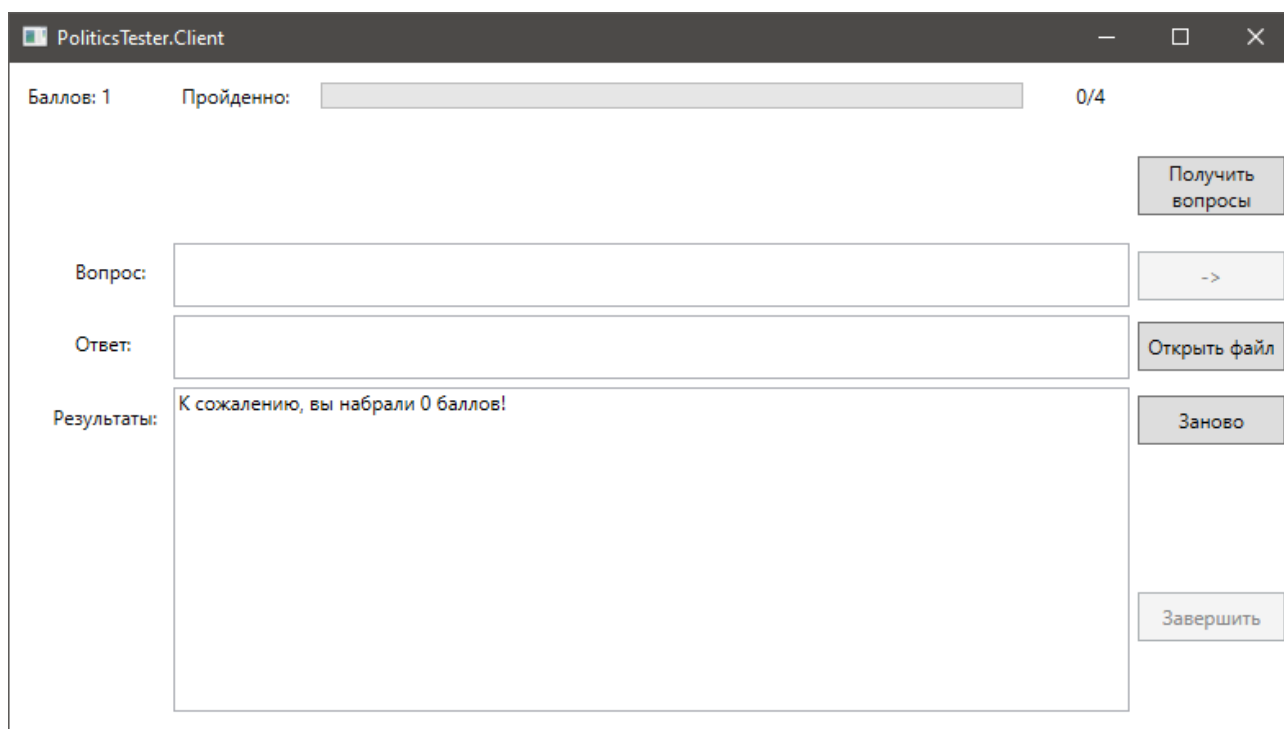 PoliticsTester.Client
Баллов: 1 Пройденно: 0/4
Получить
вопросы
Вопрос:
->
Ответ:
Открыть файл
Результаты:
К сожалению, вы набрали 0 баллов!
Заново
Завершить